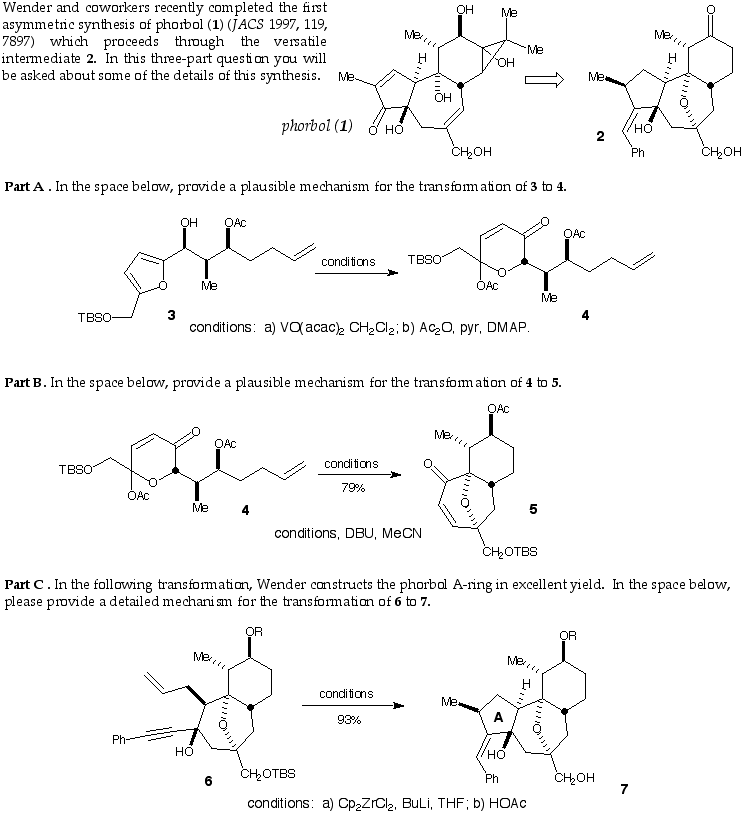 Wender and coworkers recently completed the first
asymmetric synthesis of phorbol (1) (JACS 1997, 119,
7897) which proceeds through the versatile
intermediate 2. In this three-part question you will
be asked about some of the details of this synthesis.
OH
Me
Me
Me
H
OH
Me
OH
O
HO
CH₂OH
phorbol (1)
O
Me
H
Me
O
HO
Ph
CH₂OH
2
Part A . In the space below, provide a plausible mechanism for the transformation of 3 to 4.
OH
OAc
O
Me
TBSO
3
conditions
O
OAc
TBSO
O
OAc
Me
4
conditions: a) VO(acac)₂ CH₂Cl₂; b) Ac₂O, pyr, DMAP.
Part B. In the space below, provide a plausible mechanism for the transformation of 4 to 5.
O
OAc
TBSO
O
OAc
Me
4
conditions
79%
OAc
Me
O
O
CH₂OTBS
5
conditions, DBU, MeCN
Part C . In the following transformation, Wender constructs the phorbol A-ring in excellent yield. In the space below,
please provide a detailed mechanism for the transformation of 6 to 7.
OR
Me
O
Ph
HO
CH₂OTBS
6
conditions
93%
OR
Me
H
Me
A
O
HO
Ph
CH₂OH
7
conditions: a) Cp₂ZrCl₂, BuLi, THF; b) HOAc